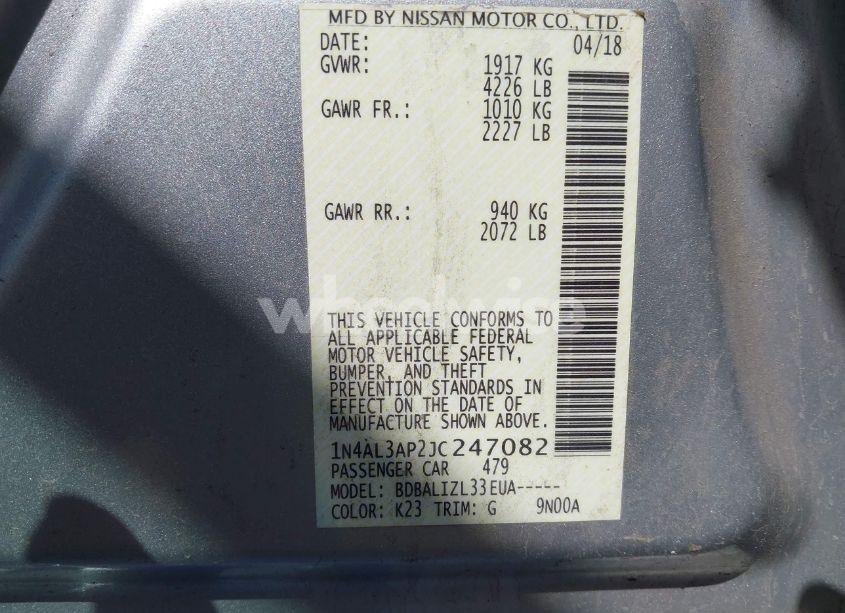 MFD BY NISSAN MOTOR CO., LTD.
DATE: 04/18
GVWR: 1917 KG
4226 LB
GAWR FR.: 1010 KG
2227 LB
GAWR RR.: 940 KG
2072 LB
wheelwise
THIS VEHICLE CONFORMS TO
ALL APPLICABLE FEDERAL
MOTOR VEHICLE SAFETY,
BUMPER, AND THEFT
PREVENTION STANDARDS IN
EFFECT ON THE DATE OF
MANUFACTURE SHOWN ABOVE.
1N4AL3AP2JC247082
PASSENGER CAR 479
MODEL: BDBALIZL33EUA-----
COLOR: K23 TRIM: G 9N00A